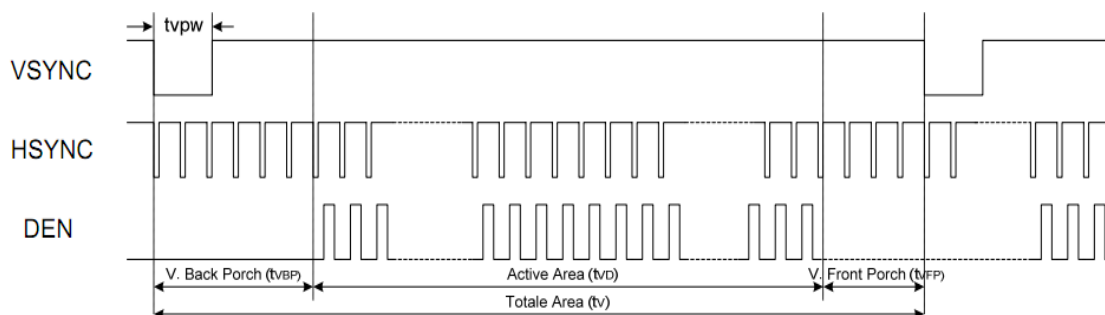 tvpw
VSYNC
HSYNC
DEN
V. Back Porch (tVBP)
Active Area (tVD)
V. Front Porch (tVFP)
Totale Area (tV)